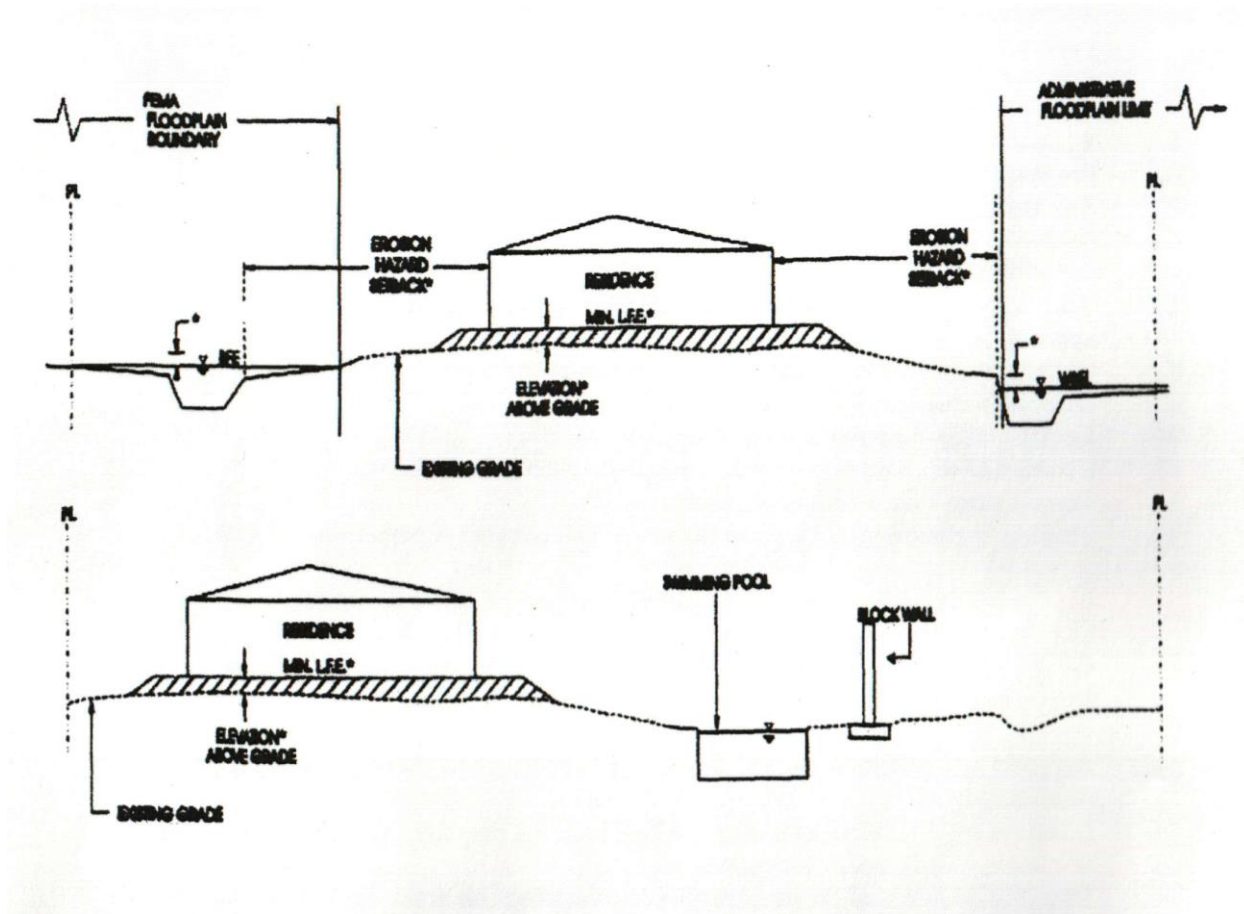 FEMA
FLOODPLAIN
BOUNDARY
ADMINISTRATIVE
FLOODPLAIN LIMIT
PL
PL
EROSION
HAZARD
SETBACK*
EROSION
HAZARD
SETBACK*
RESIDENCE
MIN. L.F.E.*
*
BFE
*
WSEL
ELEVATION*
ABOVE GRADE
EXISTING GRADE
PL
PL
SWIMMING POOL
BLOCK WALL
RESIDENCE
MIN. L.F.E.*
ELEVATION*
ABOVE GRADE
EXISTING GRADE